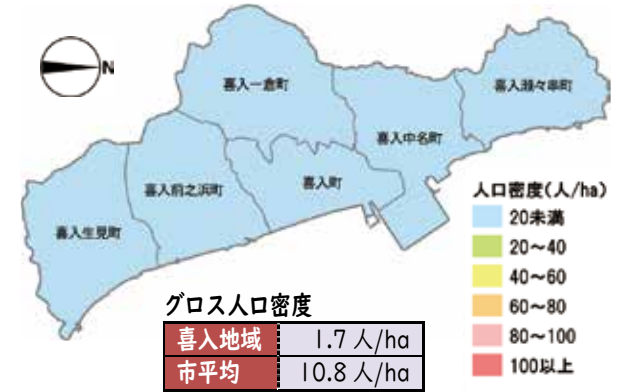 N
喜入一倉町
喜入瀬々串町
喜入中名町
喜入町
喜入前之浜町
喜入生見町
人口密度(人/ha)
20未満
20～40
40～60
60～80
80～100
100以上
グロス人口密度
喜入地域 1.7 人/ha
市平均 10.8 人/ha